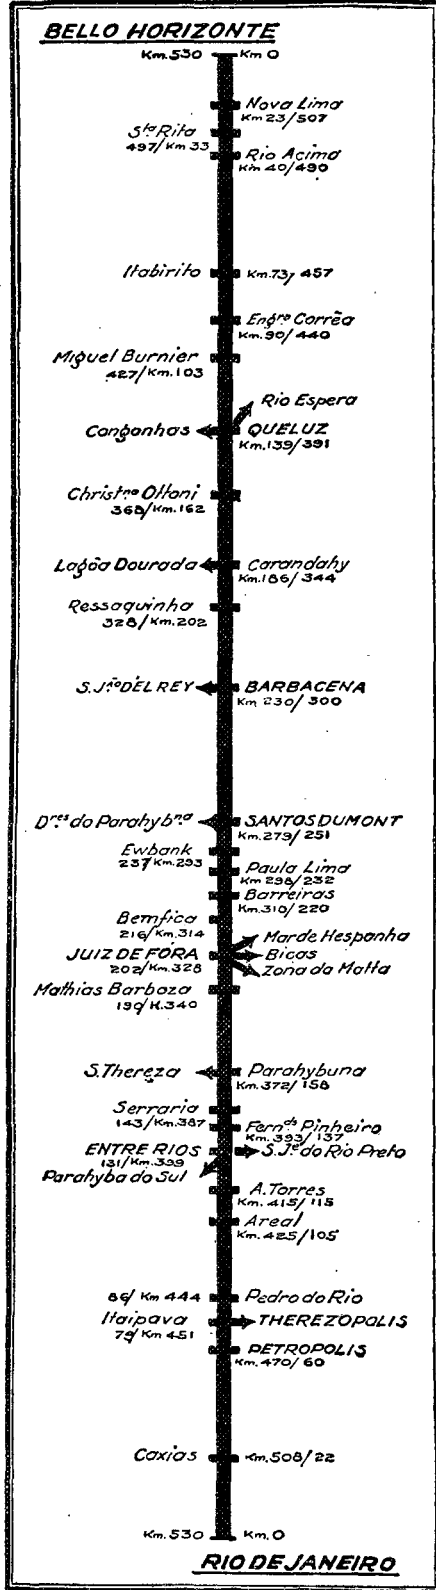 BELLO HORIZONTE
Km.530 Km 0
Nova Lima
Km 23/507
Sta Rita
497/Km 33
Rio Acima
Km 40/490
Itabirito Km.73/ 457
Engro Corrêa
Km.90/440
Miguel Burnier
427/Km.103
Rio Espera
Congonhas QUELUZ
Km.139/391
Christno Ottoni
368/Km.162
Lagôa Dourada Carandahy
Km.186/344
Ressaquinha
328/Km.202
S.Jão DEL REY BARBACENA
Km 230/300
Dres do Parahybna SANTOS DUMONT
Km.279/251
Ewbank
237/Km.293
Paula Lima
Km 298/232
Barreiras
Km.310/220
Bemfica
216/Km.314
Mar de Hespanha
JUIZ DE FÓRA Bicas
202/Km.328
Zona da Matta
Mathias Barboza
190/K.340
S.Thereza Parahybuna
Km.372/158
Serraria
143/Km.387
Fernds Pinheiro
Km.393/137
ENTRE RIOS S.Jé do Rio Preto
131/Km.399
Parahyba do Sul
A.Torres
Km.415/115
Areal
Km.425/105
86/Km 444 Pedro do Rio
Itaipava THEREZOPOLIS
79/Km 451
PETROPOLIS
Km.470/60
Caxias Km.508/22
Km.530 Km.0
RIO DE JANEIRO